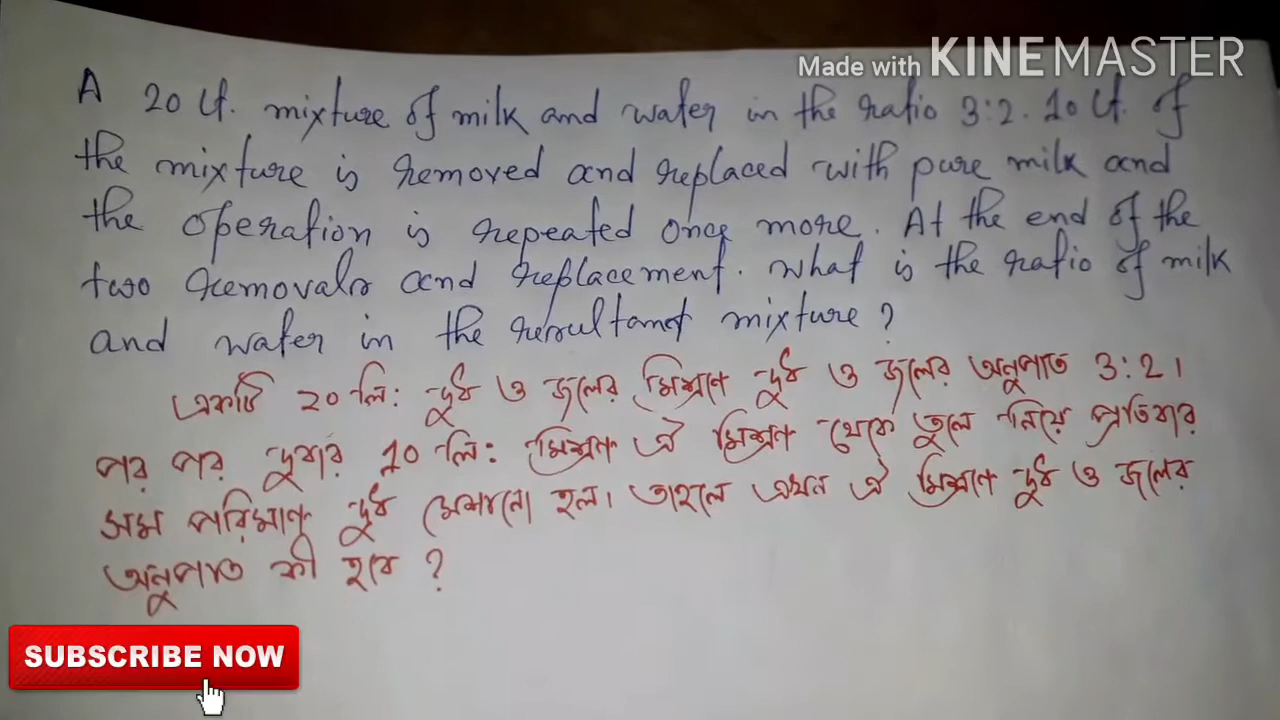 Made with KINEMASTER
A 20 lt. mixture of milk and water in the ratio 3:2. 10 lt. of
the mixture is removed and replaced with pure milk and
the operation is repeated once more. At the end of the
two removals and replacement. what is the ratio of milk
and water in the resultant mixture?
একটি ২০ লি: দুধ ও জলের মিশ্রণে দুধ ও জলের অনুপাত 3:2।
পর পর দুবার 10 লি: মিশ্রণ ঐ মিশ্রণ থেকে তুলে নিয়ে প্রতিবার
সম পরিমাণ দুধ মেশানো হল। তাহলে এখন ঐ মিশ্রণে দুধ ও জলের
অনুপাত কী হবে ?
SUBSCRIBE NOW